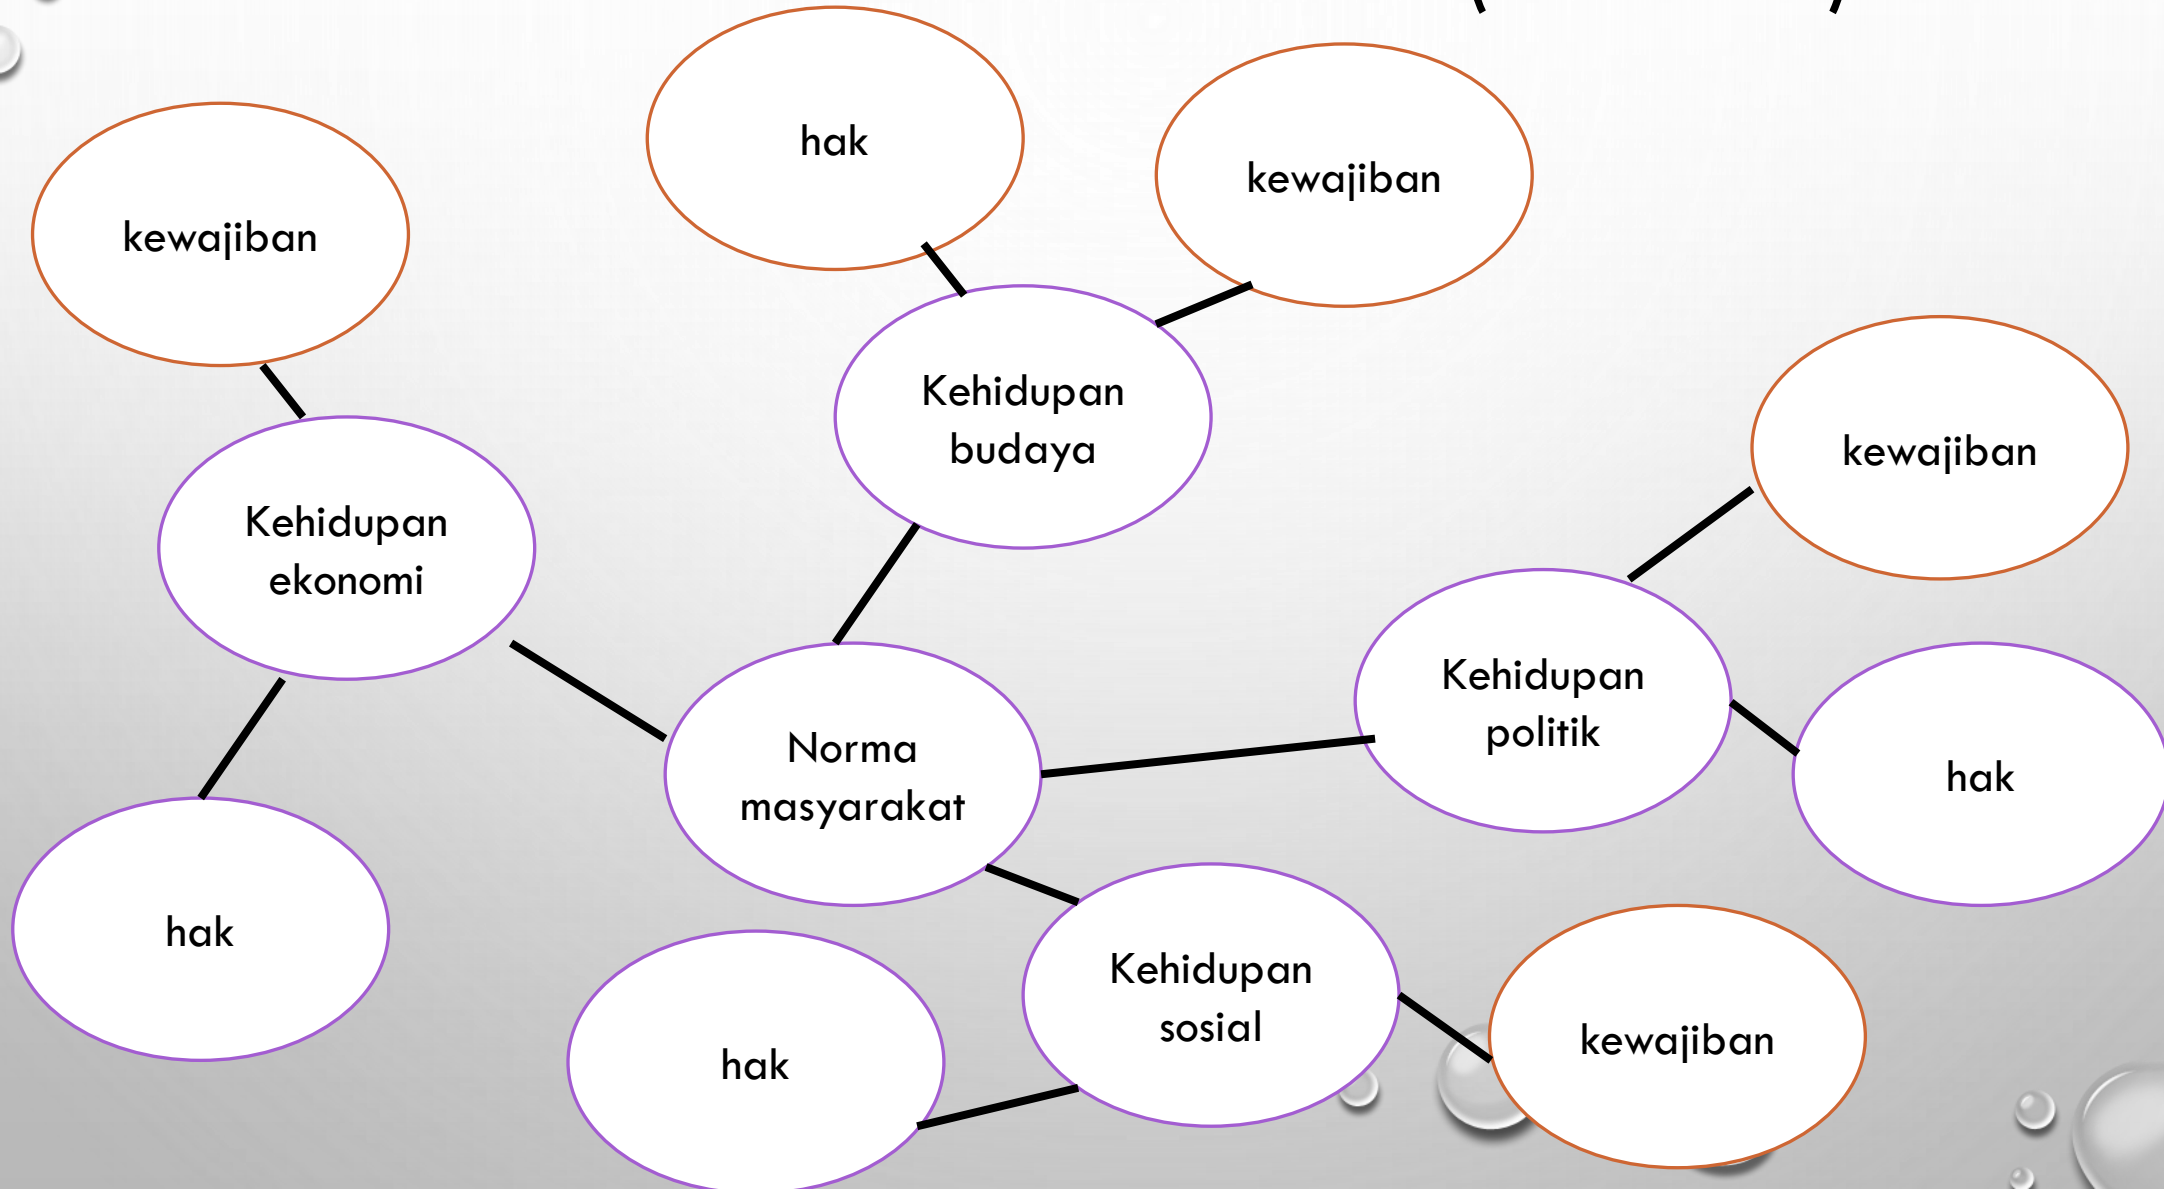 hak
kewajiban
kewajiban
Kehidupan
budaya
kewajiban
Kehidupan
ekonomi
Kehidupan
politik
Norma
masyarakat
hak
hak
Kehidupan
sosial
hak
kewajiban